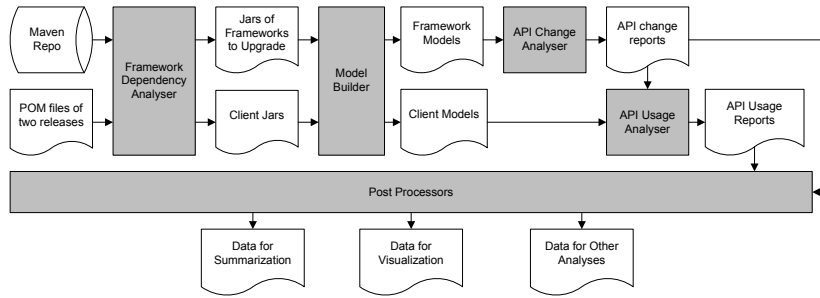 Maven
Repo
Framework
Dependency
Analyser
Jars of
Frameworks
to Upgrade
Model
Builder
Framework
Models
API Change
Analyser
API change
reports
POM files of
two releases
Client Jars
Client Models
API Usage
Analyser
API Usage
Reports
Post Processors
Data for
Summarization
Data for
Visualization
Data for Other
Analyses